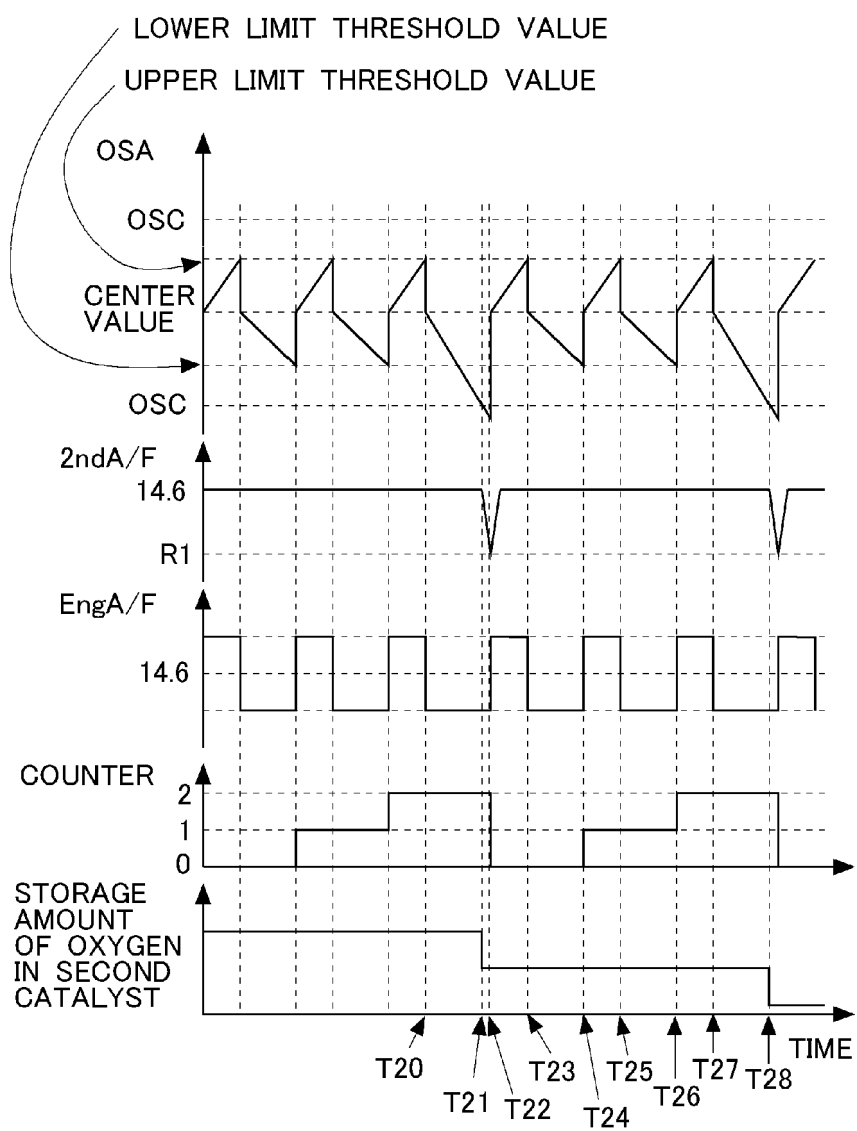 LOWER LIMIT THRESHOLD VALUE
UPPER LIMIT THRESHOLD VALUE
OSA
OSC
CENTER
VALUE
OSC
2ndA/F
14.6
R1
EngA/F
14.6
COUNTER
2
1
0
STORAGE
AMOUNT
OF OXYGEN
IN SECOND
CATALYST
TIME
T20
T21
T22
T23
T24
T25
T26
T27
T28